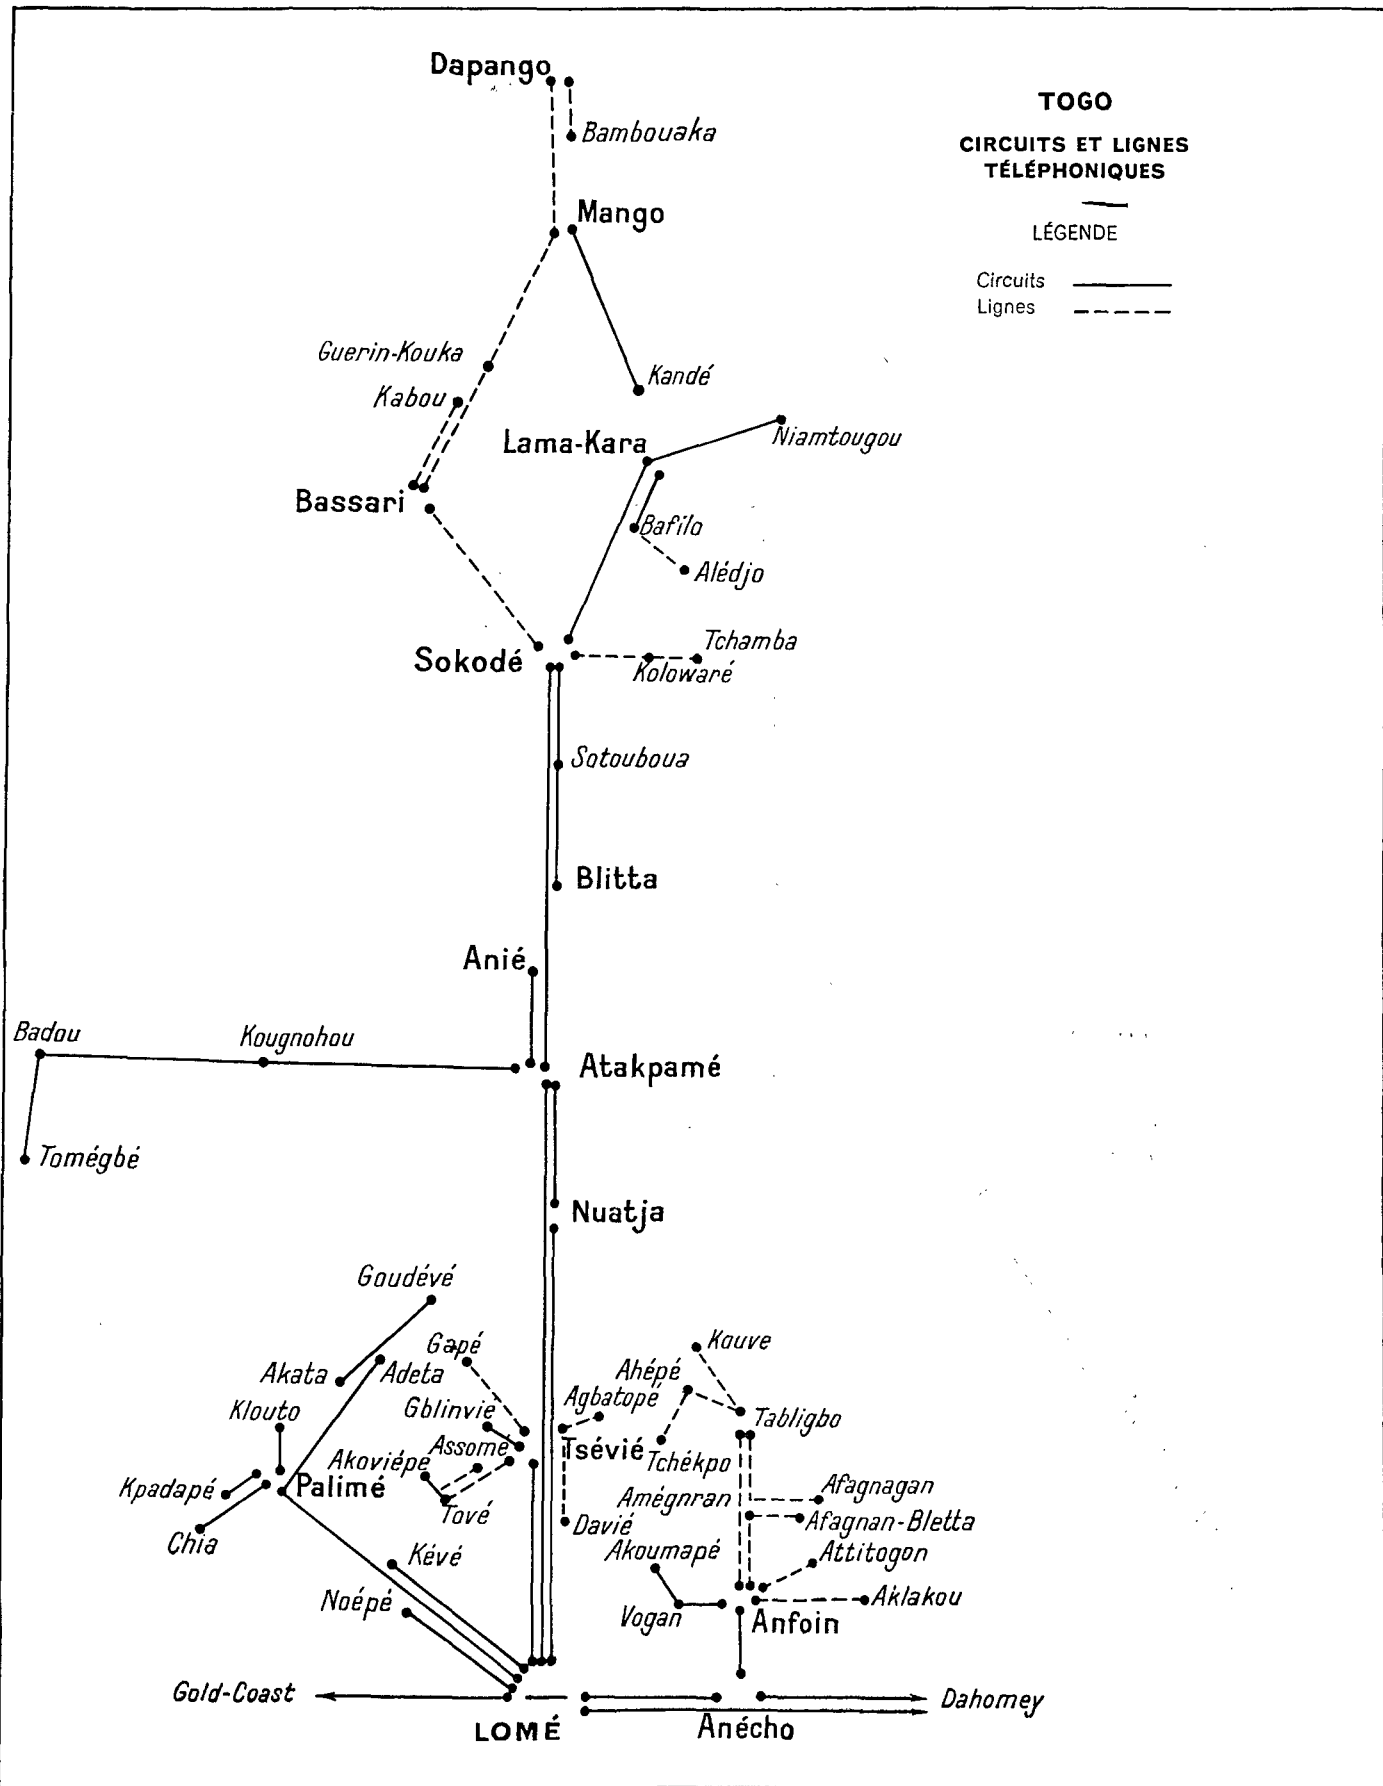 Dapango
Bambouaka
TOGO
CIRCUITS ET LIGNES
TÉLÉPHONIQUES
LÉGENDE
Circuits
Lignes
Mango
Guerin-Kouka
Kabou
Kandé
Niamtougou
Lama-Kara
Bassari
Bafilo
Alédjo
Sokodé
Tchamba
Kolowaré
Sotouboua
Blitta
Anié
Badou
Kougnohou
Atakpamé
Tomégbé
Nuatja
Goudévé
Akata
Adeta
Klouto
Kpadapé
Palimé
Chia
Gapé
Gblinvie
Assomé
Akoviépe
Tové
Agbatopé
Tsévié
Davié
Kouve
Ahépé
Tabligbo
Tchékpo
Amégnran
Afagnagan
Afagnan-Bletta
Attitogon
Akoumapé
Aklakou
Vogan
Anfoin
Kévé
Noépé
Gold-Coast
LOMÉ
Anécho
Dahomey